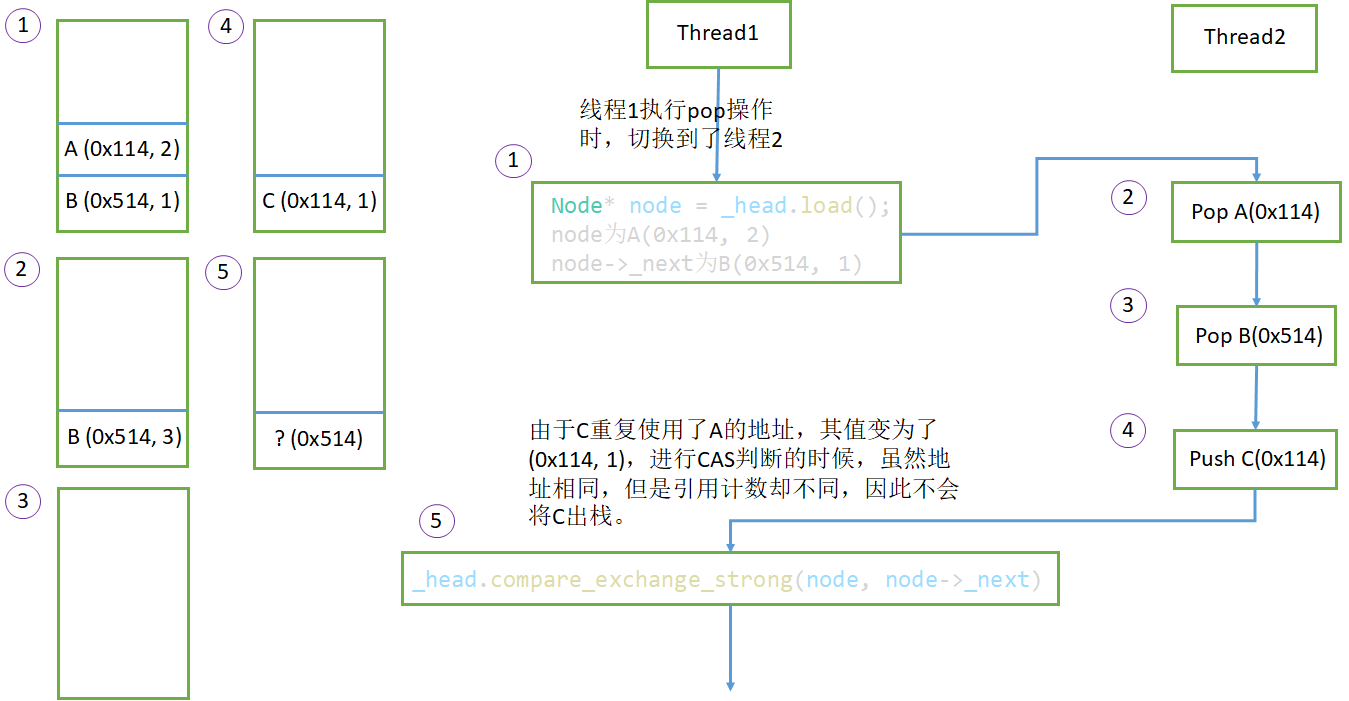 ①
A (0x114, 2)
B (0x514, 1)
②
B (0x514, 3)
③
④
C (0x114, 1)
⑤
? (0x514)
Thread1
线程1执行pop操作
时，切换到了线程2
①
Node* node = _head.load();
node为A(0x114, 2)
node->_next为B(0x514, 1)
Thread2
②
Pop A(0x114)
③
Pop B(0x514)
④
Push C(0x114)
由于C重复使用了A的地址，其值变为了
(0x114, 1)，进行CAS判断的时候，虽然地
址相同，但是引用计数却不同，因此不会
将C出栈。
⑤
_head.compare_exchange_strong(node, node->_next)